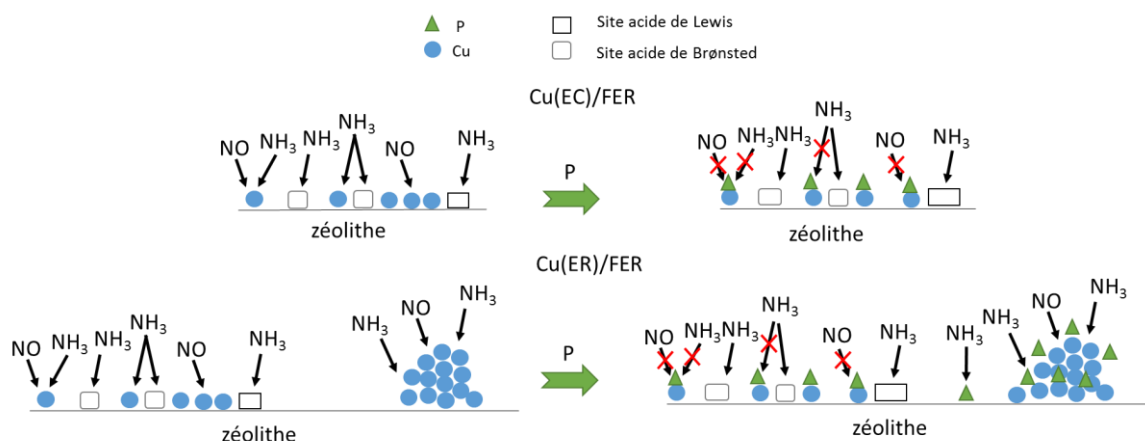 P
Site acide de Lewis
Cu
Site acide de Brønsted
Cu(EC)/FER
NO NH₃ NH₃ NH₃ NO NH₃
P
NO NH₃ NH₃ NH₃ NO NH₃
zéolithe
zéolithe
Cu(ER)/FER
NO NH₃ NH₃ NH₃ NO NH₃ NH₃ NO NH₃
P
NO NH₃ NH₃ NH₃ NO NH₃ NH₃ NH₃ NO NH₃
zéolithe
zéolithe